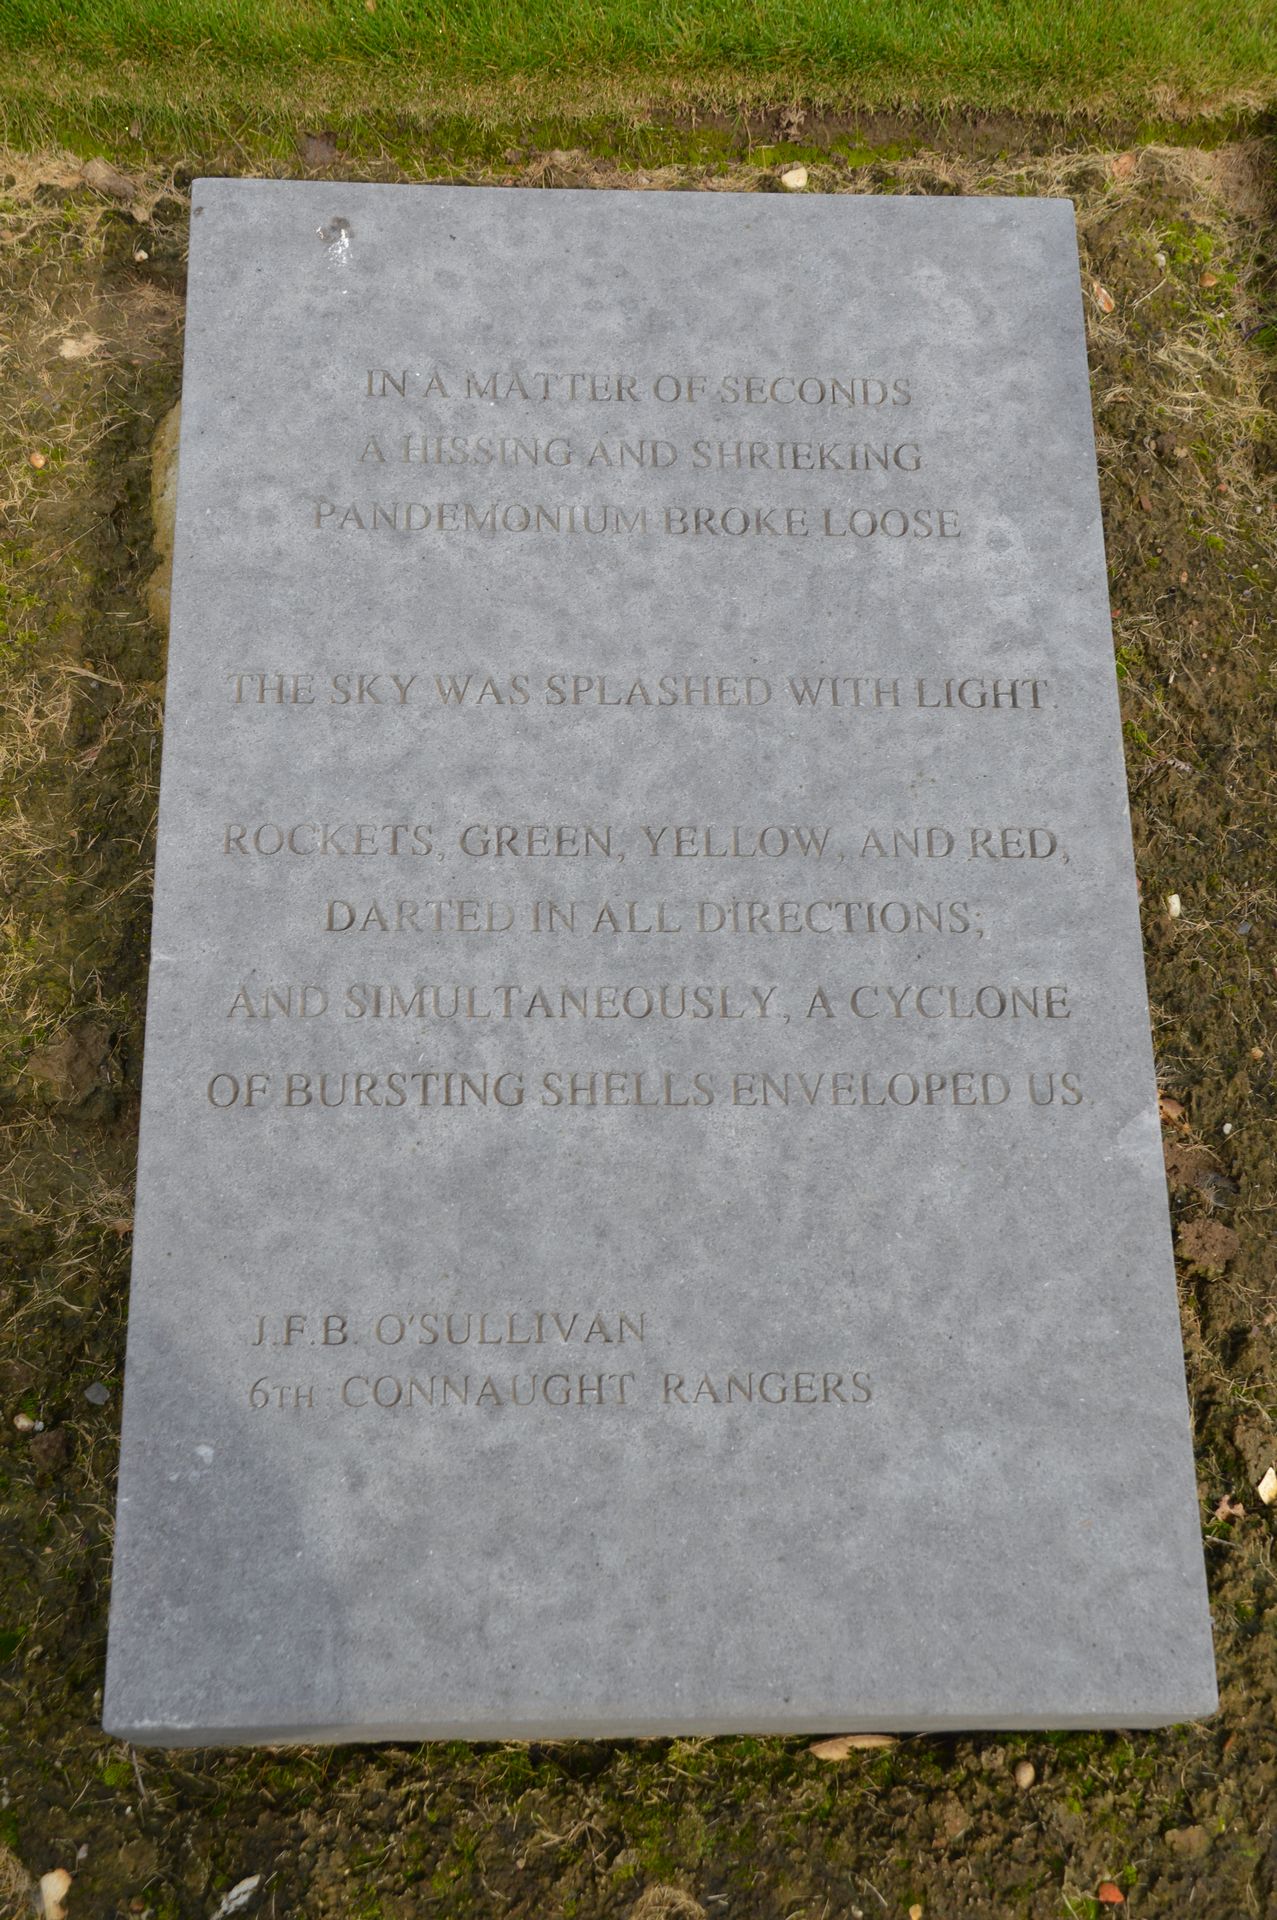 IN A MATTER OF SECONDS
A HISSING AND SHRIEKING
PANDEMONIUM BROKE LOOSE
THE SKY WAS SPLASHED WITH LIGHT.
ROCKETS, GREEN, YELLOW, AND RED,
DARTED IN ALL DIRECTIONS;
AND SIMULTANEOUSLY, A CYCLONE
OF BURSTING SHELLS ENVELOPED US.
J.F.B. O'SULLIVAN
6TH CONNAUGHT RANGERS